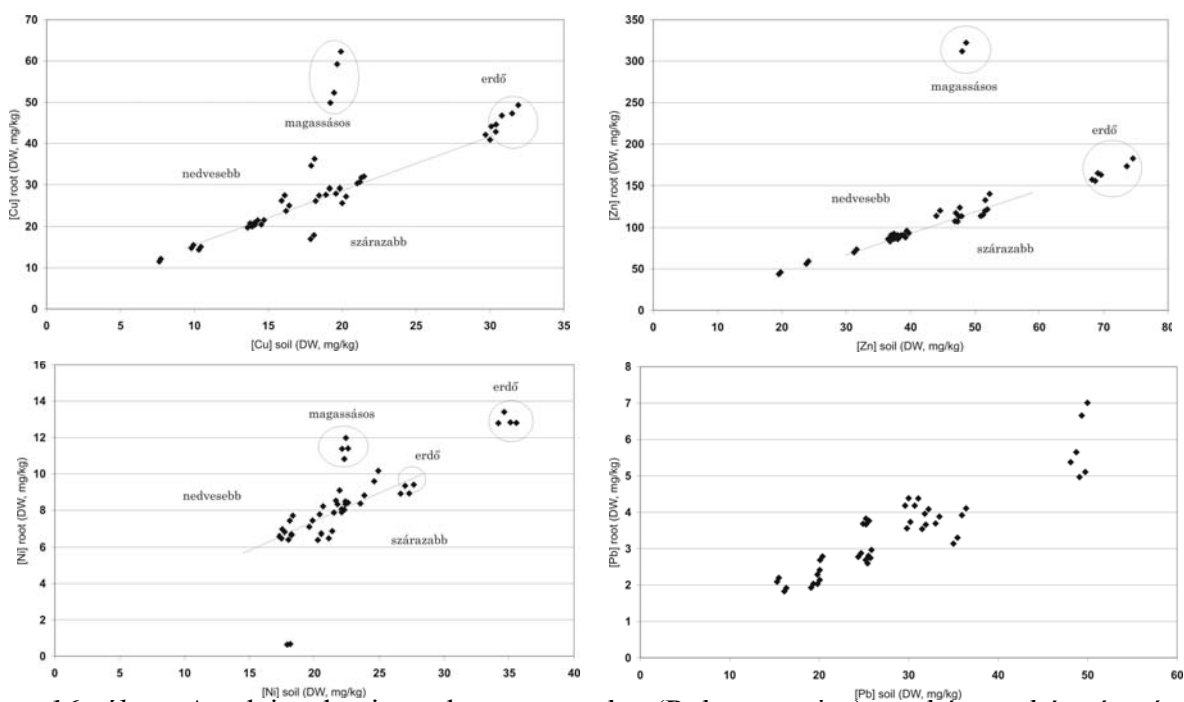 70
60
50
40
30
20
10
0
[Cu] root (DW, mg/kg)
magassásos
erdő
nedvesebb
szárazabb
0 5 10 15 20 25 30 35
[Cu] soil (DW, mg/kg)
350
300
250
200
150
100
50
0
[Zn] root (DW, mg/kg)
magassásos
erdő
nedvesebb
szárazabb
0 10 20 30 40 50 60 70 80
[Zn] soil (DW, mg/kg)
16
14
12
10
8
6
4
2
0
[Ni] root (DW, mg/kg)
erdő
magassásos
erdő
nedvesebb
szárazabb
0 5 10 15 20 25 30 35 40
[Ni] soil (DW, mg/kg)
8
7
6
5
4
3
2
1
0
[Pb] root (DW, mg/kg)
0 10 20 30 40 50 60
[Pb] soil (DW, mg/kg)